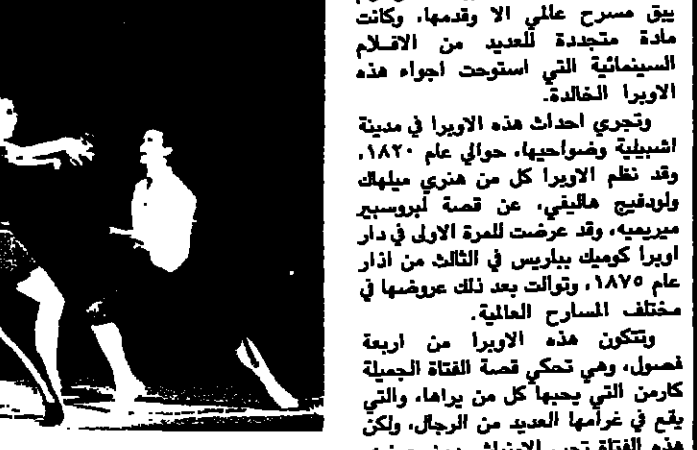 يبق مسرح عالمي الا وقدمها، وكانت
مادة متجددة للعديد من الافـلام
السينمائية التي استوحت اجواء هذه
الاوبرا الخالدة.
وتجري احداث هذه الاوبرا في مدينة
اشبيلية وضواحيها، حوالي عام ١٨٢٠،
وقد نظم الاوبرا كل من هنري ميلهاك
ولودفيج هاليفي، عن قصة لبروسبير
ميريميه، وقد عرضت للمرة الاولى في دار
اوبرا كوميك بباريس في الثالث من اذار
عام ١٨٧٥، وتوالت بعد ذلك عروضها في
مختلف المسارح العالمية.
وتتكون هذه الاوبرا من اربعة
فصول، وهي تحكي قصة الفتاة الجميلة
كارمن التي يحبها كل من يراها، والتي
يقع في غرامها العديد من الرجال، ولكن
هذه الفتاة تحب